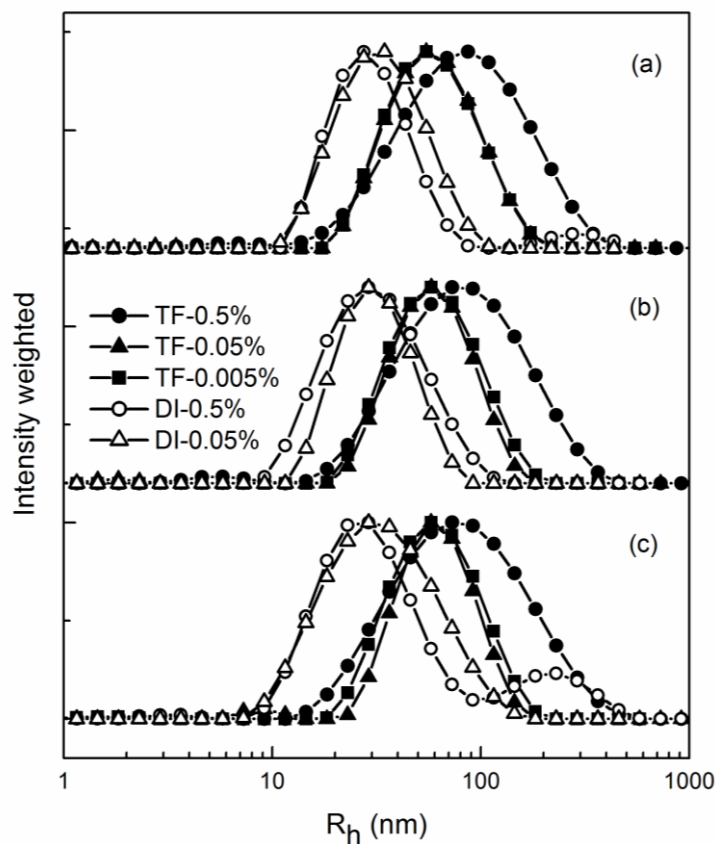 (a)
Intensity weighted
TF-0.5%
TF-0.05%
TF-0.005%
DI-0.5%
DI-0.05%
(b)
(c)
1 10 100 1000
Rh (nm)